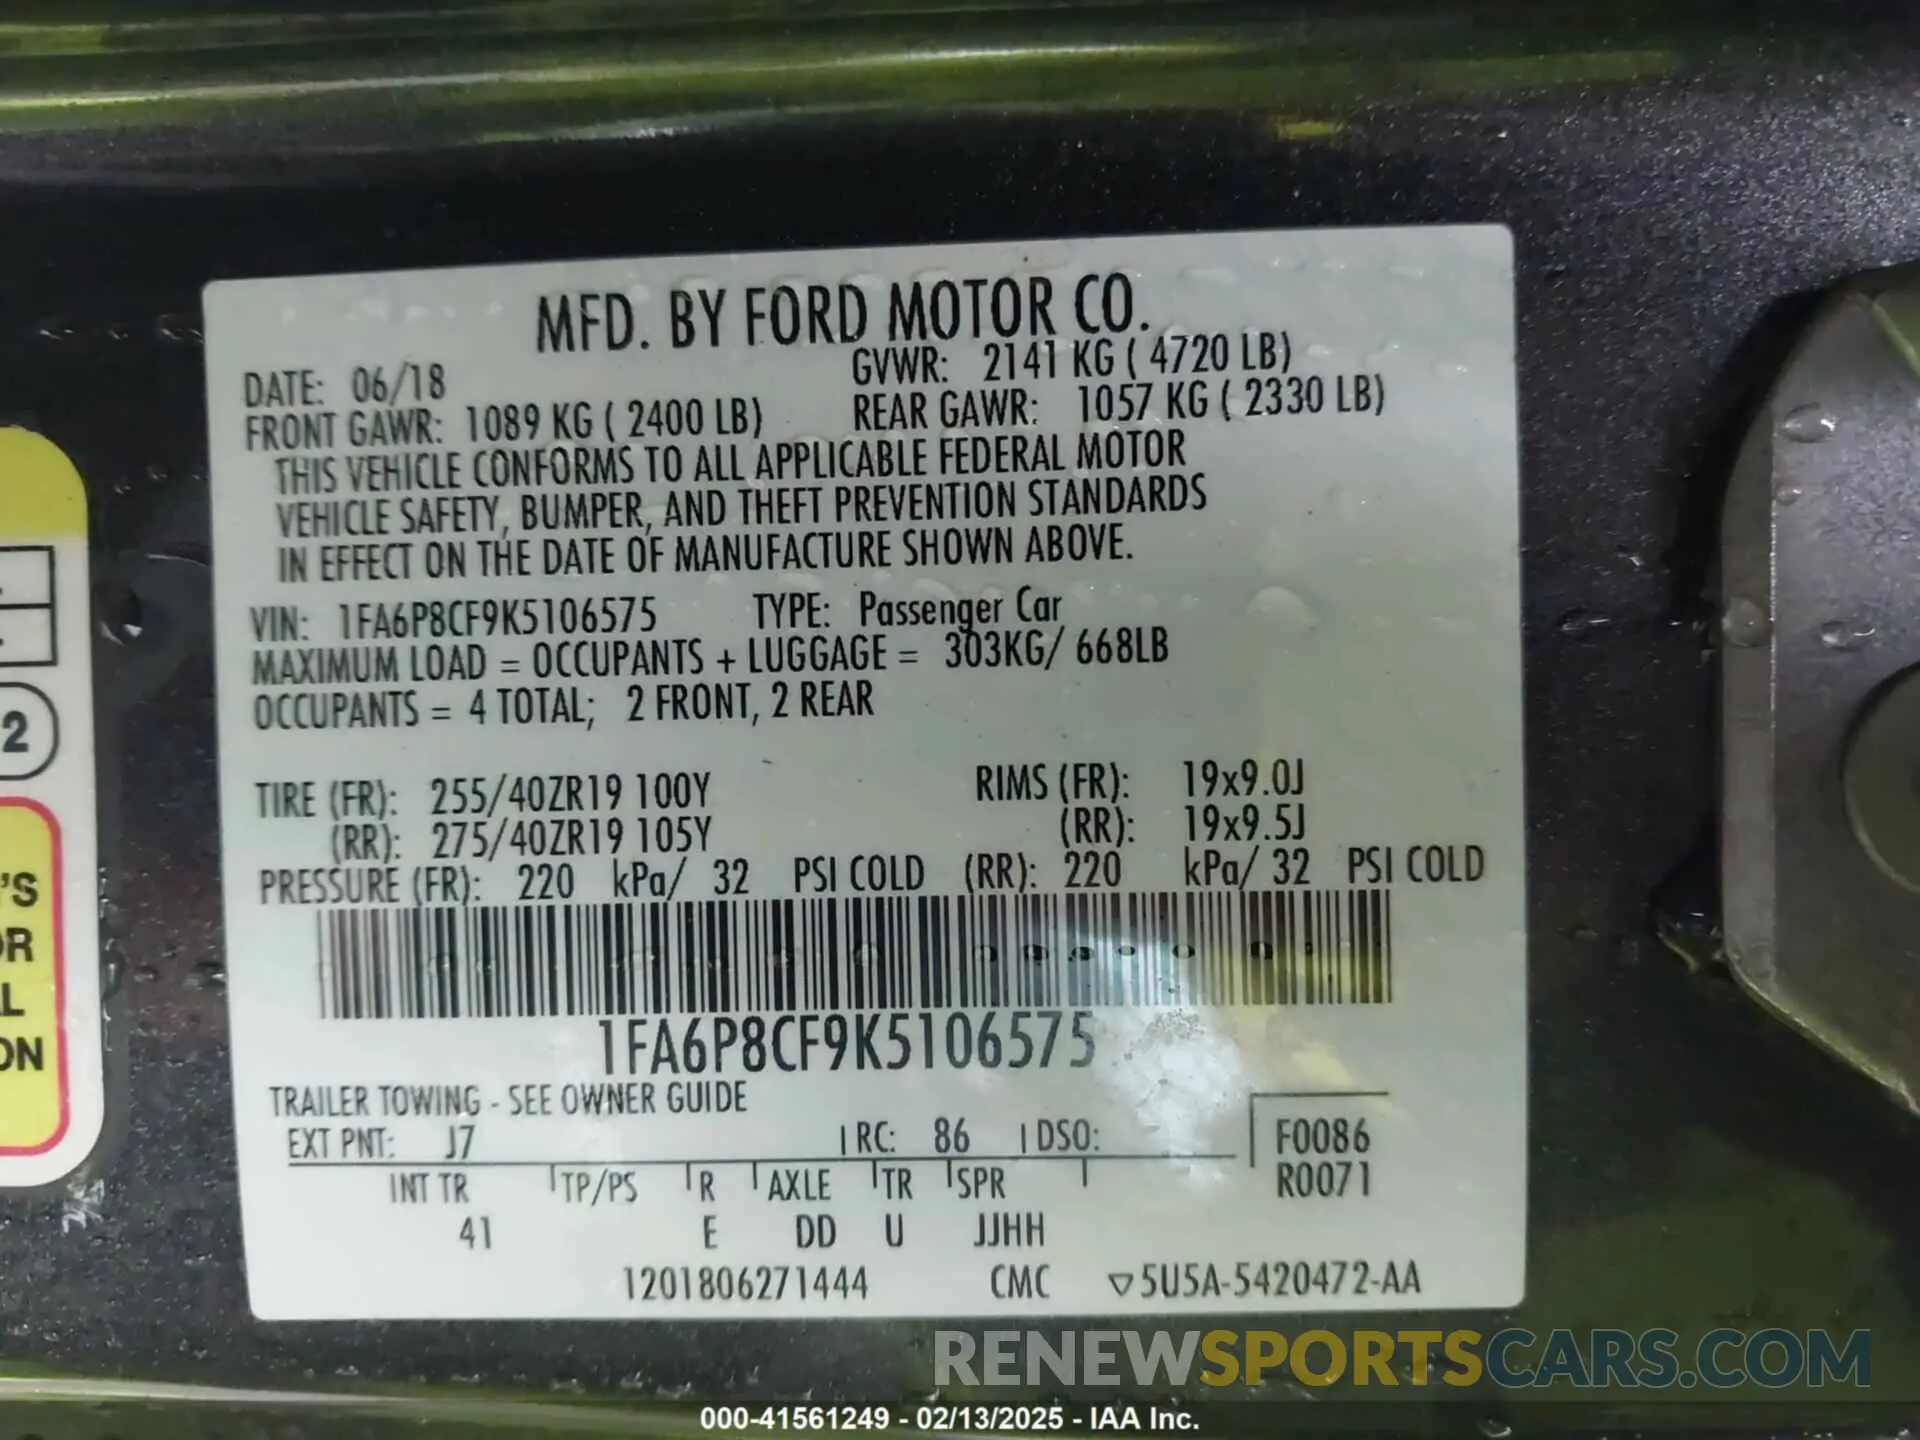 MFD. BY FORD MOTOR CO.
DATE: 06/18 GVWR: 2141 KG ( 4720 LB)
FRONT GAWR: 1089 KG ( 2400 LB) REAR GAWR: 1057 KG ( 2330 LB)
THIS VEHICLE CONFORMS TO ALL APPLICABLE FEDERAL MOTOR
VEHICLE SAFETY, BUMPER, AND THEFT PREVENTION STANDARDS
IN EFFECT ON THE DATE OF MANUFACTURE SHOWN ABOVE.
VIN: 1FA6P8CF9K5106575 TYPE: Passenger Car
MAXIMUM LOAD = OCCUPANTS + LUGGAGE = 303KG/ 668LB
OCCUPANTS = 4 TOTAL; 2 FRONT, 2 REAR
TIRE (FR): 255/40ZR19 100Y RIMS (FR): 19x9.0J
(RR): 275/40ZR19 105Y (RR): 19x9.5J
PRESSURE (FR): 220 kPa/ 32 PSI COLD (RR): 220 kPa/ 32 PSI COLD
1FA6P8CF9K5106575
TRAILER TOWING - SEE OWNER GUIDE
EXT PNT: J7 RC: 86 DSO: F0086
R0071
INT TR TP/PS R AXLE TR SPR
41 E DD U JJHH
1201806271444 CMC ▽5U5A-5420472-AA
2
'S
OR
L
ON
RENEWSPORTSCARS.COM
000-41561249 - 02/13/2025 - IAA Inc.